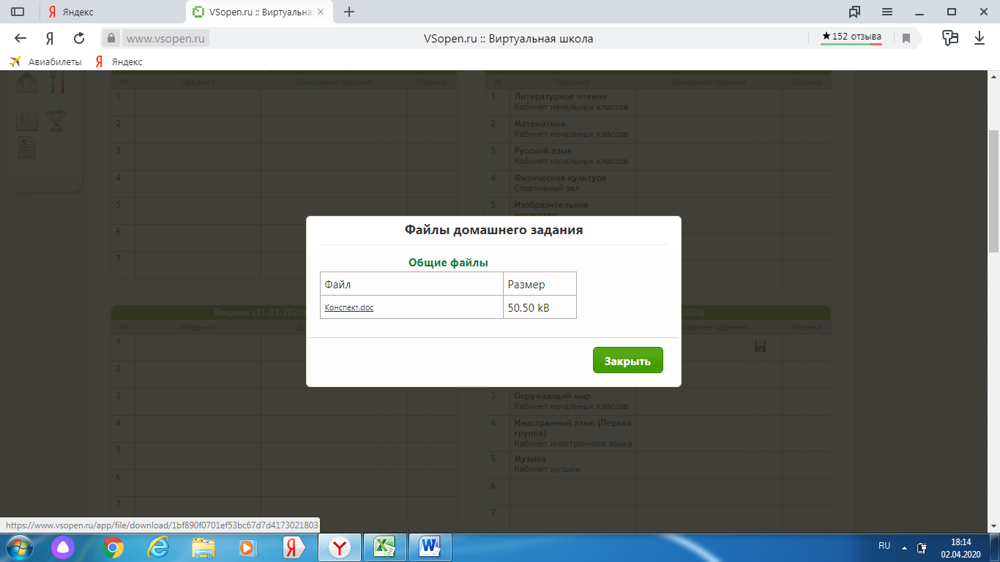 Яндекс
VSopen.ru :: Виртуальна
www.vsopen.ru
VSopen.ru :: Виртуальная школа
★152 отзыва
Авиабилеты
Яндекс
№ Предмет Домашнее задание Оценка
1
2
3
4
5
6
7
№ Предмет Домашнее задание Оценка
1 Литературное чтение
Кабинет начальных классов
2 Математика
Кабинет начальных классов
3 Русский язык
Кабинет начальных классов
4 Физическая культура
Спортивный зал
5 Изобразительное
искусство
Файлы домашнего задания
Общие файлы
Файл Размер
Конспект.doc 50.50 kB
Закрыть
Вторник (31.03.2020)
№ Предмет
1
2
3
4
5
6
7
2020)
машнее задание Оценка
3 Окружающий мир
Кабинет начальных классов
4 Иностранный язык (Первая
группа)
Кабинет иностранного языка
5 Музыка
Кабинет музыки
6
7
https://www.vsopen.ru/app/file/download/1bf890f0701ef53bc67d7d4173021803
RU
18:14
02.04.2020